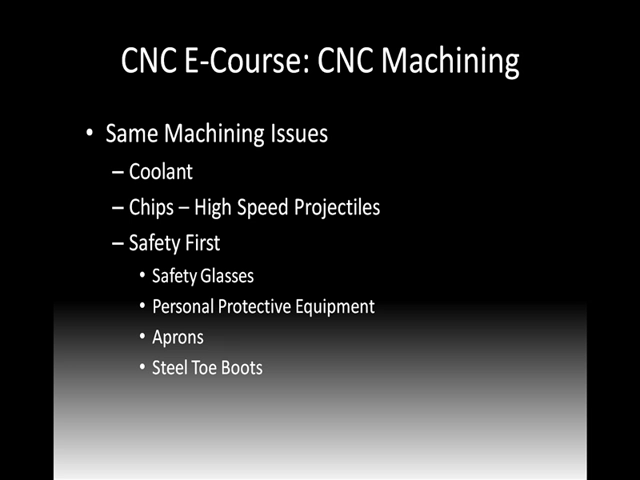 CNC E-Course: CNC Machining
• Same Machining Issues
– Coolant
– Chips – High Speed Projectiles
– Safety First
• Safety Glasses
• Personal Protective Equipment
• Aprons
• Steel Toe Boots